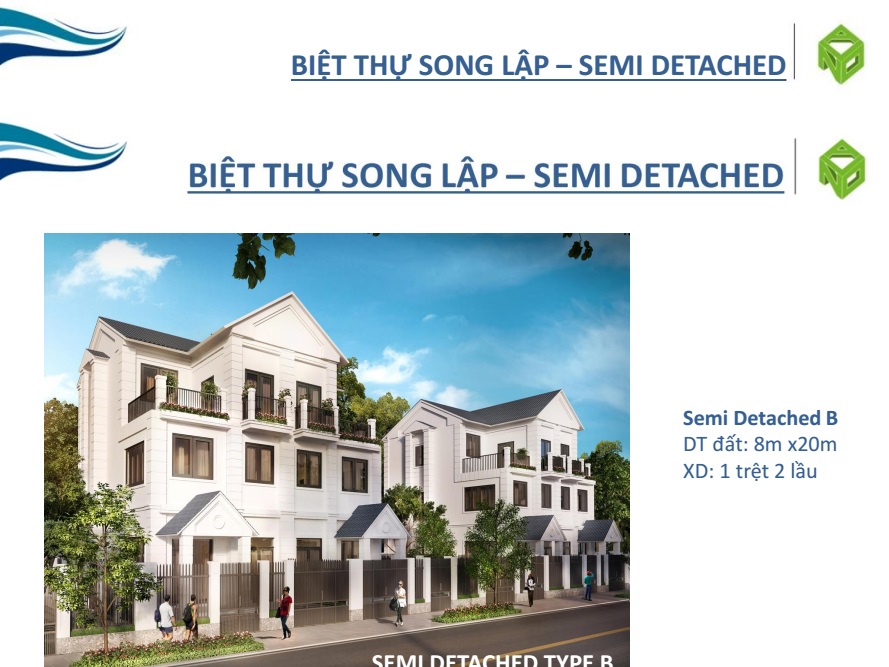 BIỆT THỰ SONG LẬP – SEMI DETACHED
BIỆT THỰ SONG LẬP – SEMI DETACHED
Semi Detached B
DT đất: 8m x20m
XD: 1 trệt 2 lầu
SEMI DETACHED TYPE B